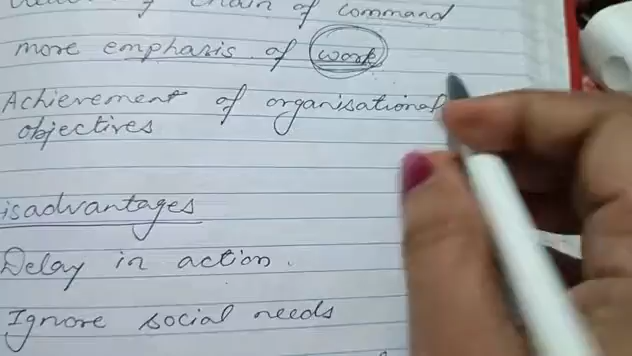 chain of command
more emphasis of work
Achievement of organisational
objectives
isadvantages
Delay in action.
Ignore social needs